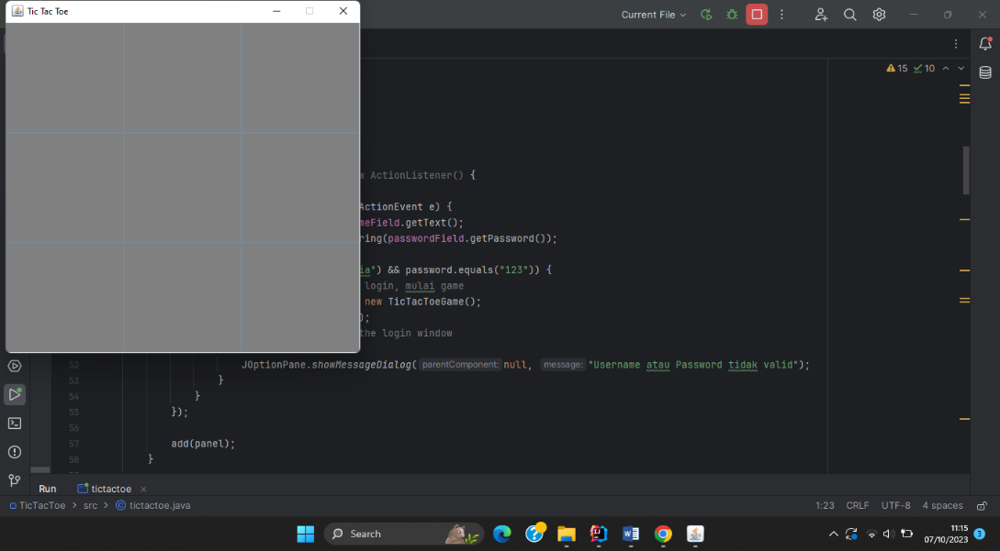 Tic Tac Toe
Current File
15 10
w ActionListener() {
ActionEvent e) {
meField.getText();
ring(passwordField.getPassword());
ia") && password.equals("123")) {
login, mulai game
new TicTacToeGame();
);
the login window
52 JOptionPane.showMessageDialog( parentComponent: null, message: "Username atau Password tidak valid");
53 }
54 }
55 });
56
57 add(panel);
58 }
Run tictactoe
TicTacToe > src > tictactoe.java 1:23 CRLF UTF-8 4 spaces
Search
11:15
07/10/2023
3